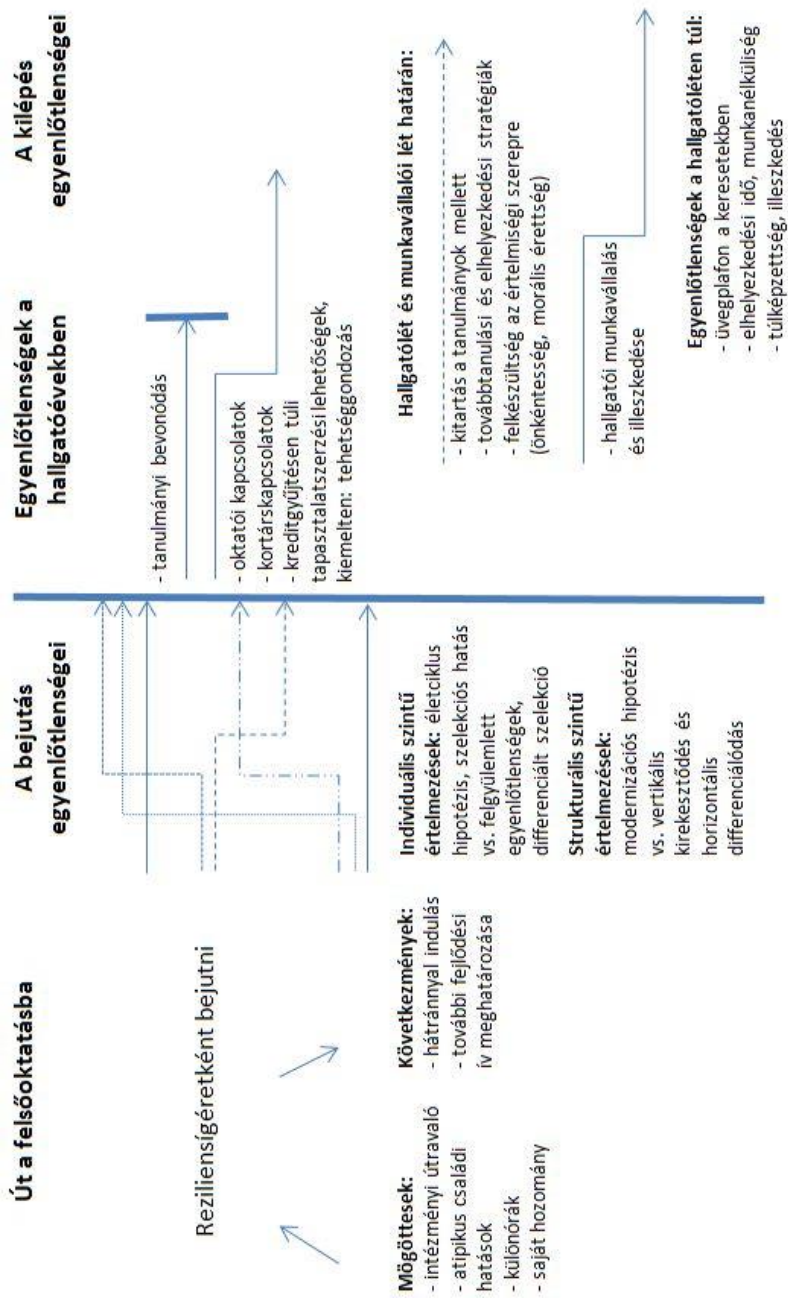 Út a felsőoktatásba
Reziliensígéretként bejutni
Mögöttesek:
- intézményi útravaló
- atipikus családi
hatások
- különórák
- saját hozomány
Következmények:
- hátránnyal indulás
- további fejlődési
ív meghatározása
A bejutás
egyenlőtlenségei
Individuális szintű
értelmezések: életciklus
hipotézis, szelekciós hatás
vs. felgyülemlett
egyenlőtlenségek,
differenciált szelekció
Strukturális szintű
értelmezések:
modernizációs hipotézis
vs. vertikális
kirekesztődés és
horizontális
differenciálódás
Egyenlőtlenségek a
hallgatóévekben
- tanulmányi bevonódás
- oktatói kapcsolatok
- kortárskapcsolatok
- kreditgyűjtésen túli
tapasztalatszerzési lehetőségek,
kiemelten: tehetséggondozás
A kilépés
egyenlőtlenségei
Hallgatólét és munkavállalói lét határán:
- kitartás a tanulmányok mellett
- továbbtanulási és elhelyezkedési stratégiák
- felkészültség az értelmiségi szerepre
(önkéntesség, morális érettség)
- hallgatói munkavállalás
és illeszkedése
Egyenlőtlenségek a hallgatóléten túl:
- üvegplafon a keresetekben
- elhelyezkedési idő, munkanélküliség
- túlképzettség, illeszkedés